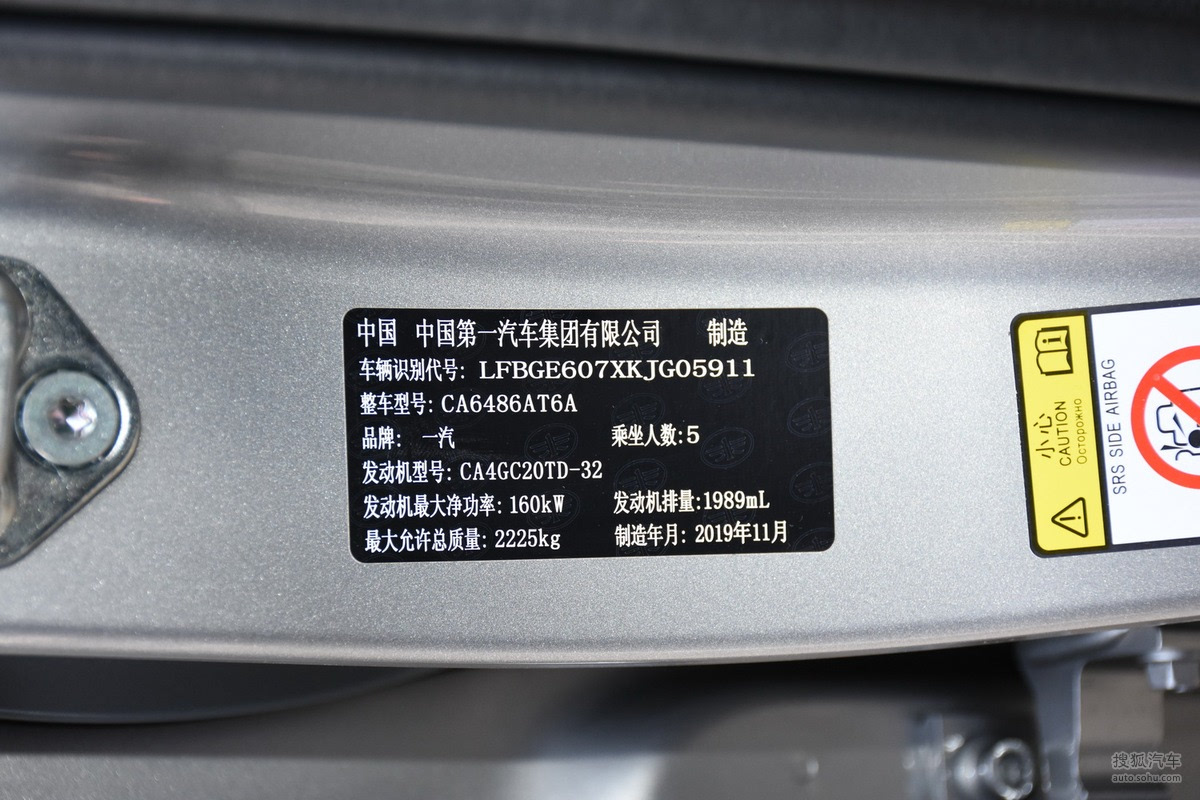 中国 中国第一汽车集团有限公司 制造
车辆识别代号: LFBGE607XKJG05911
整车型号: CA6486AT6A
品牌: 一汽 乘坐人数:5
发动机型号: CA4GC20TD-32
发动机最大净功率: 160kW 发动机排量:1989mL
最大允许总质量: 2225kg 制造年月: 2019年11月
小心
CAUTION
Осторожно
SRS SIDE AIRBAG
搜狐汽车
auto.sohu.com